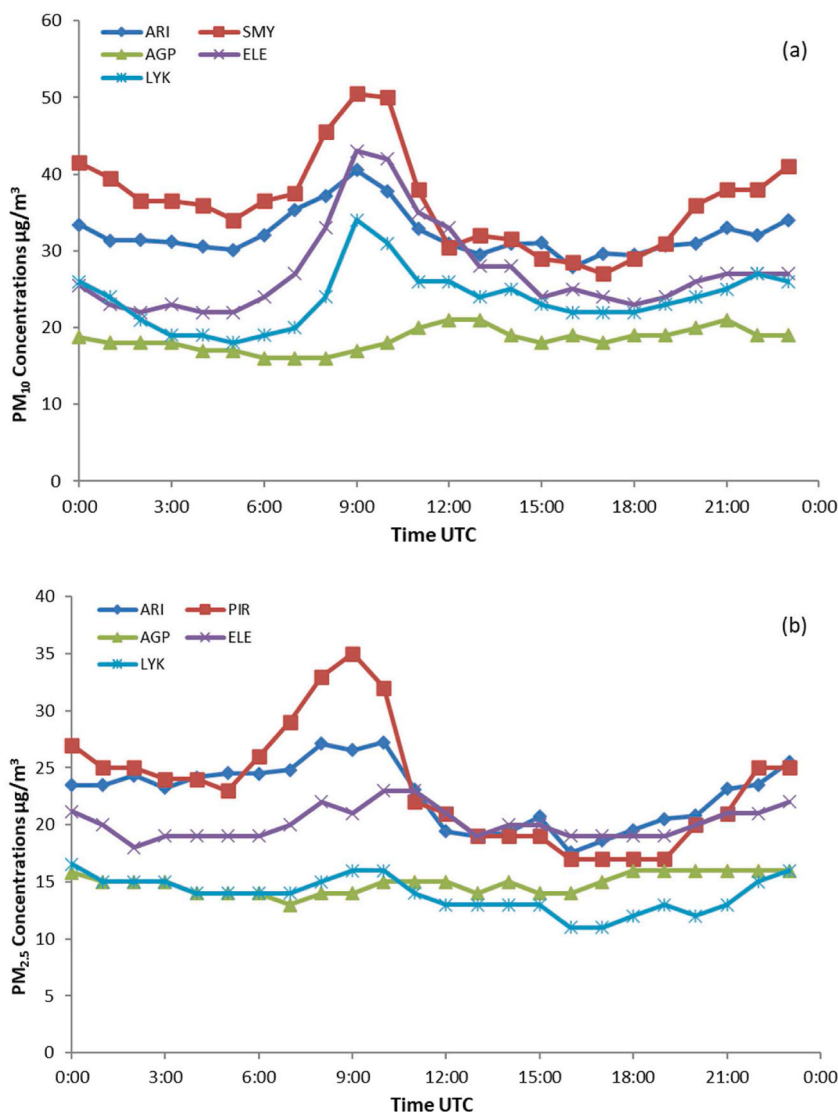 60
50
40
30
20
10
0
PM₁₀ Concentrations µg/m³
ARI SMY
AGP ELE
LYK
(a)
0:00 3:00 6:00 9:00 12:00 15:00 18:00 21:00 0:00
Time UTC
40
35
30
25
20
15
10
5
0
PM₂.₅ Concentrations µg/m³
ARI PIR
AGP ELE
LYK
(b)
0:00 3:00 6:00 9:00 12:00 15:00 18:00 21:00 0:00
Time UTC